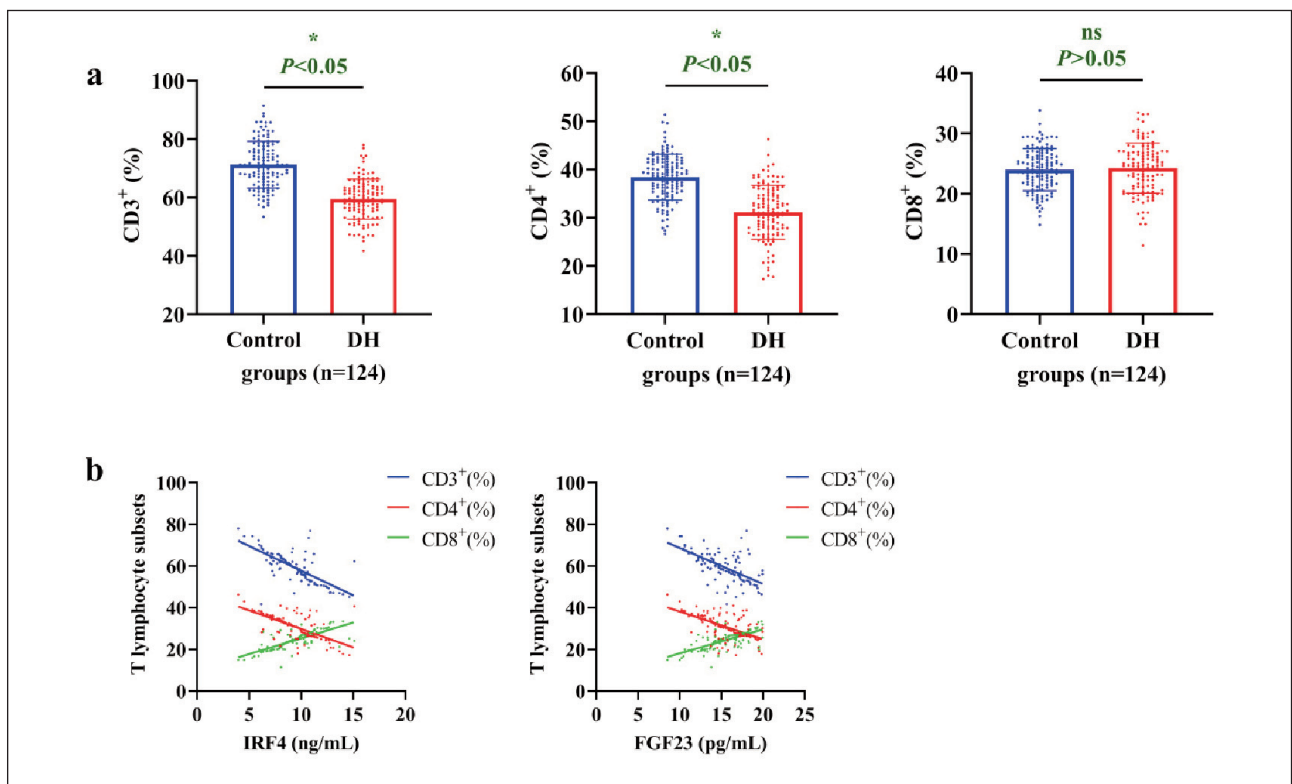 a
*
P<0.05
CD3+ (%)
100
80
60
40
20
Control DH
groups (n=124)
*
P<0.05
CD4+ (%)
60
50
40
30
20
10
Control DH
groups (n=124)
ns
P>0.05
CD8+ (%)
40
30
20
10
0
Control DH
groups (n=124)
b
T lymphocyte subsets
100
80
60
40
20
0
0 5 10 15 20
IRF4 (ng/mL)
CD3+(%)
CD4+(%)
CD8+(%)
T lymphocyte subsets
100
80
60
40
20
0
0 5 10 15 20 25
FGF23 (pg/mL)
CD3+(%)
CD4+(%)
CD8+(%)